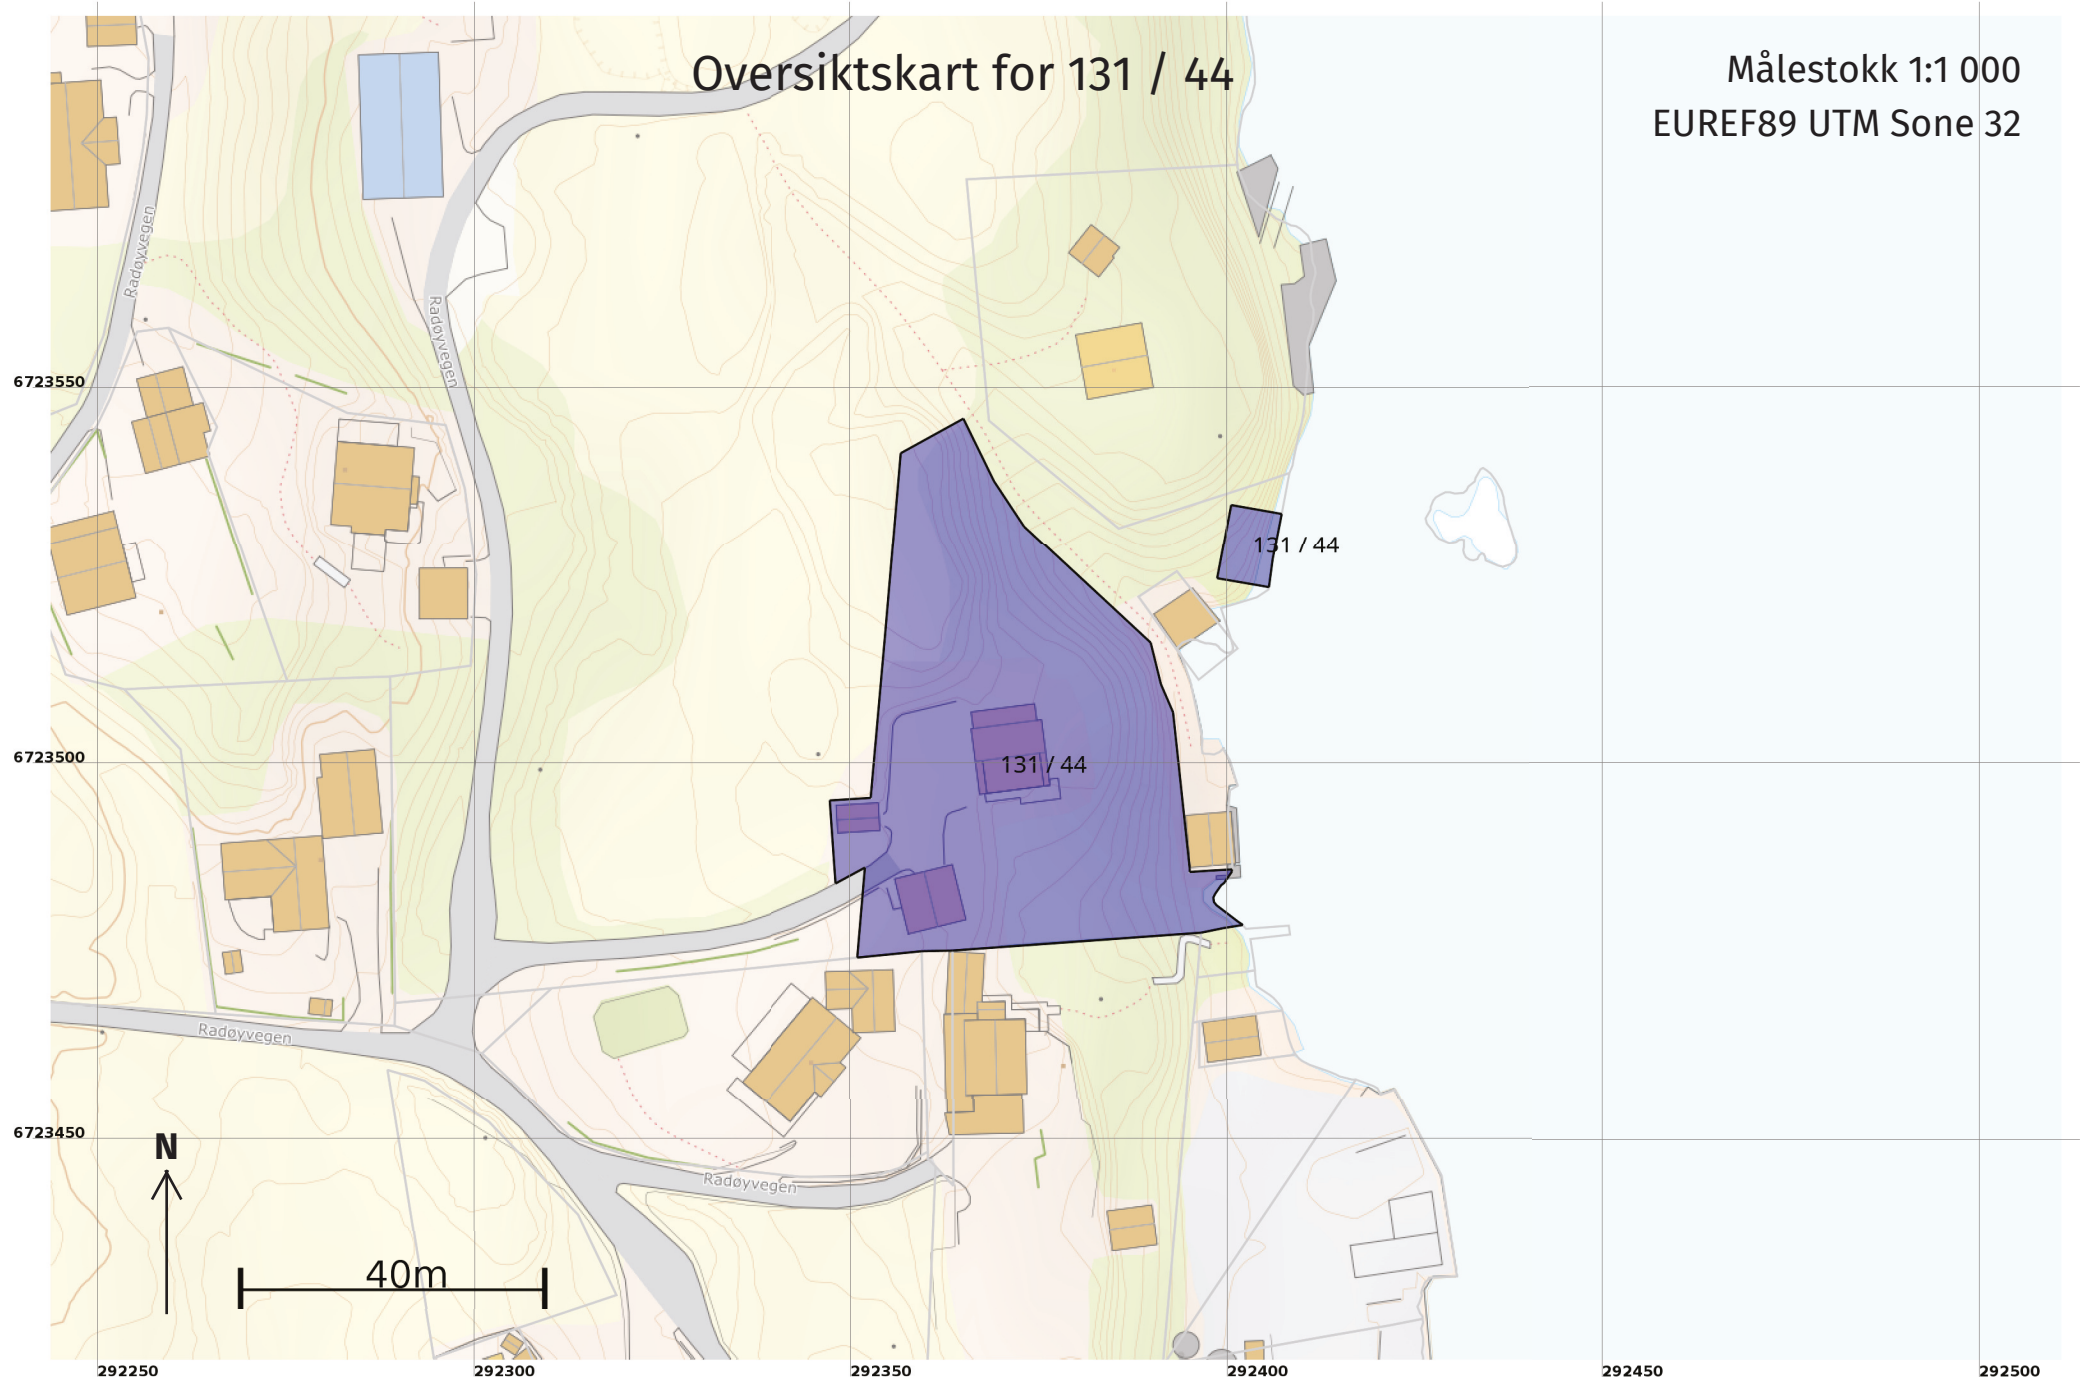 Oversiktskart for 131 / 44
Målestokk 1:1 000
EUREF89 UTM Sone 32
Radøyvegen
Radøyvegen
6723550
131 / 44
6723500
131 / 44
Radøyvegen
6723450
N
Radøyvegen
40m
292250
292300
292350
292400
292450
292500